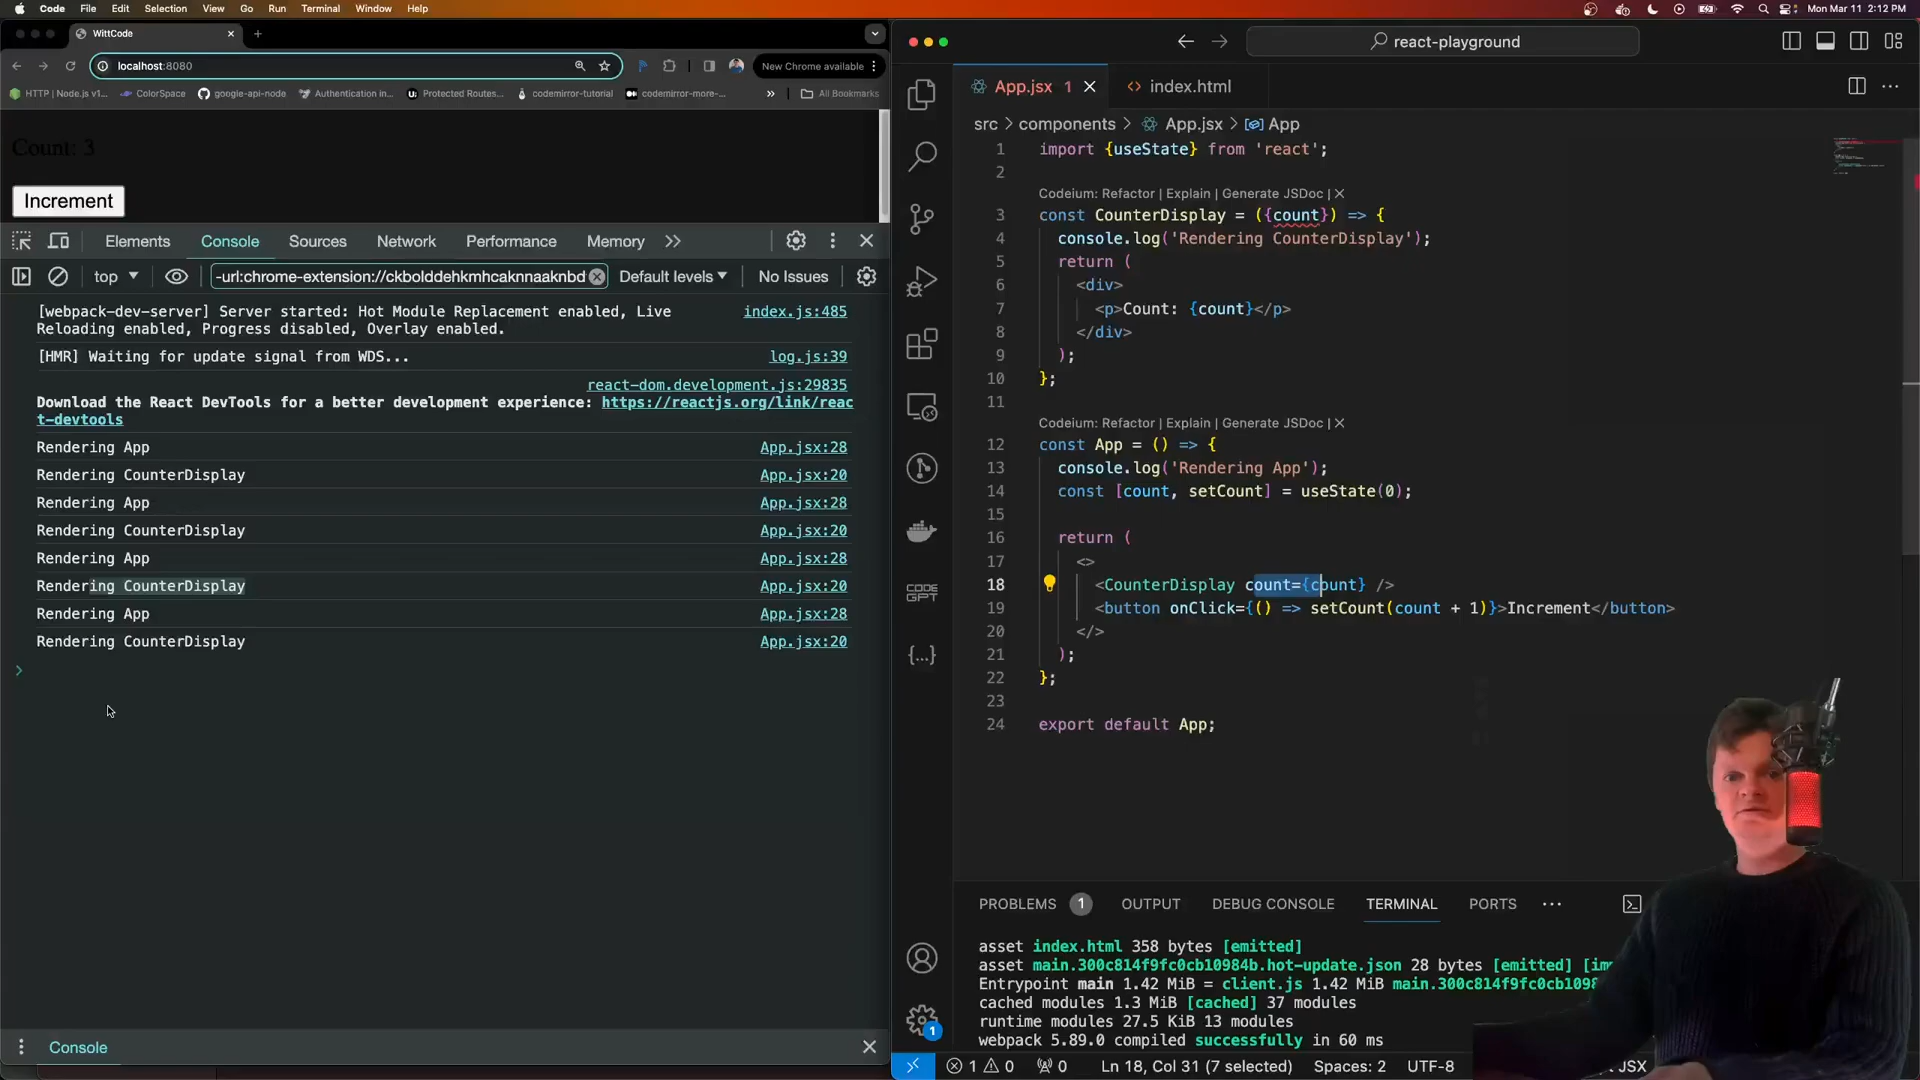 Code File Edit Selection View Go Run Terminal Window Help
Mon Mar 11 2:12 PM
WittCode
localhost:8080
New Chrome available
HTTP | Node.js v1... ColorSpace google-api-node Authentication in... Protected Routes... codemirror-tutorial codemirror-more-... » All Bookmarks
Count: 3
Increment
Elements Console Sources Network Performance Memory »
top -url:chrome-extension://ckbolddehkmhcaknnaaknbd Default levels No Issues
[webpack-dev-server] Server started: Hot Module Replacement enabled, Live index.js:485
Reloading enabled, Progress disabled, Overlay enabled.
[HMR] Waiting for update signal from WDS... log.js:39
react-dom.development.js:29835
Download the React DevTools for a better development experience: https://reactjs.org/link/reac
t-devtools
Rendering App App.jsx:28
Rendering CounterDisplay App.jsx:20
Rendering App App.jsx:28
Rendering CounterDisplay App.jsx:20
Rendering App App.jsx:28
Rendering CounterDisplay App.jsx:20
Rendering App App.jsx:28
Rendering CounterDisplay App.jsx:20
Console
react-playground
App.jsx 1 index.html
src > components > App.jsx > App
1 import {useState} from 'react';
2
Codeium: Refactor | Explain | Generate JSDoc |
3 const CounterDisplay = ({count}) => {
4 console.log('Rendering CounterDisplay');
5 return (
6 <div>
7 <p>Count: {count}</p>
8 </div>
9 );
10 };
11
Codeium: Refactor | Explain | Generate JSDoc |
12 const App = () => {
13 console.log('Rendering App');
14 const [count, setCount] = useState(0);
15
16 return (
17 <>
18 <CounterDisplay count={count} />
19 <button onClick={() => setCount(count + 1)}>Increment</button>
20 </>
21 );
22 };
23
24 export default App;
CODE
GPT
1
PROBLEMS 1 OUTPUT DEBUG CONSOLE TERMINAL PORTS ...
asset index.html 358 bytes [emitted]
asset main.300c814f9fc0cb10984b.hot-update.json 28 bytes [emitted] [im
Entrypoint main 1.42 MiB = client.js 1.42 MiB main.300c814f9fc0cb1098
cached modules 1.3 MiB [cached] 37 modules
runtime modules 27.5 KiB 13 modules
webpack 5.89.0 compiled successfully in 60 ms
1 0 0 Ln 18, Col 31 (7 selected) Spaces: 2 UTF-8 JSX